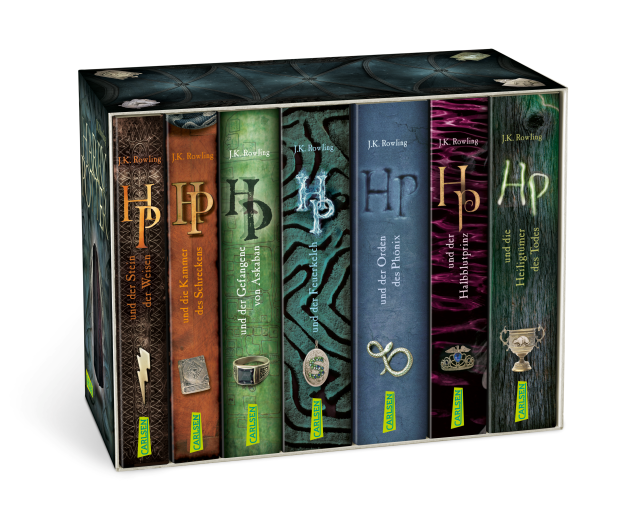 J.K. Rowling
HP
und der Stein
der Weisen
CARLSEN
J.K. Rowling
HP
und die Kammer
des Schreckens
CARLSEN
J.K. Rowling
HP
und der Gefangene
von Askaban
CARLSEN
J.K. Rowling
HP
und der Feuerkelch
CARLSEN
J.K. Rowling
HP
und der Orden
des Phönix
CARLSEN
J.K. Rowling
HP
und der
Halbblutprinz
CARLSEN
J.K. Rowling
HP
und die
Heiligtümer
des Todes
CARLSEN